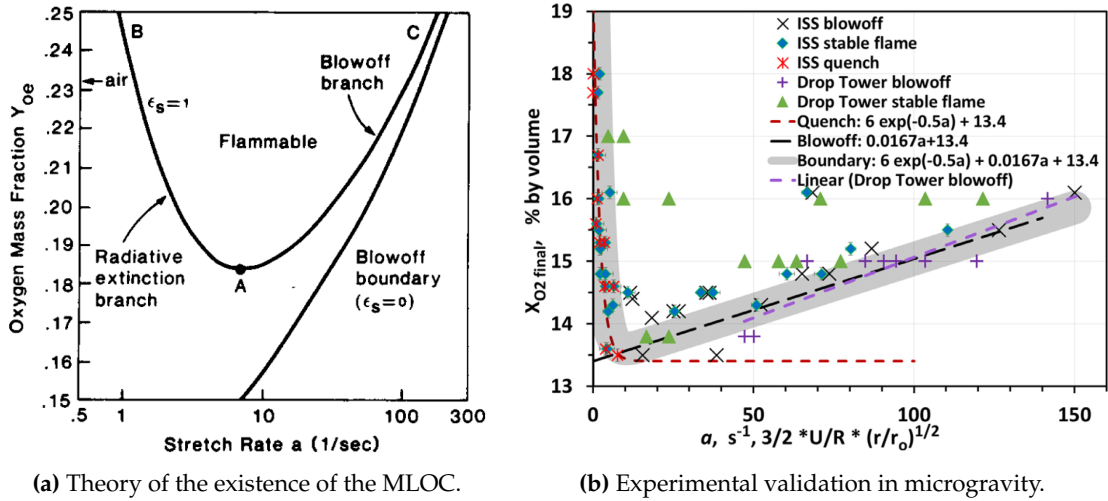 Oxygen Mass Fraction Y_oe
.25
.24
.23
.22
.21
.20
.19
.18
.17
.16
.15
B
C
air
ϵ_s=1
Blowoff
branch
Flammable
Radiative
extinction
branch
A
Blowoff
boundary
(ϵ_s=0)
.5
1
10
100
300
Stretch Rate a (1/sec)
(a) Theory of the existence of the MLOC.
X_O2 final, % by volume
19
18
17
16
15
14
13
ISS blowoff
ISS stable flame
ISS quench
Drop Tower blowoff
Drop Tower stable flame
Quench: 6 exp(-0.5a) + 13.4
Blowoff: 0.0167a+13.4
Boundary: 6 exp(-0.5a) + 0.0167a + 13.4
Linear (Drop Tower blowoff)
0
50
100
150
a, s⁻¹, 3/2 *U/R * (r/r_o)^1/2
(b) Experimental validation in microgravity.